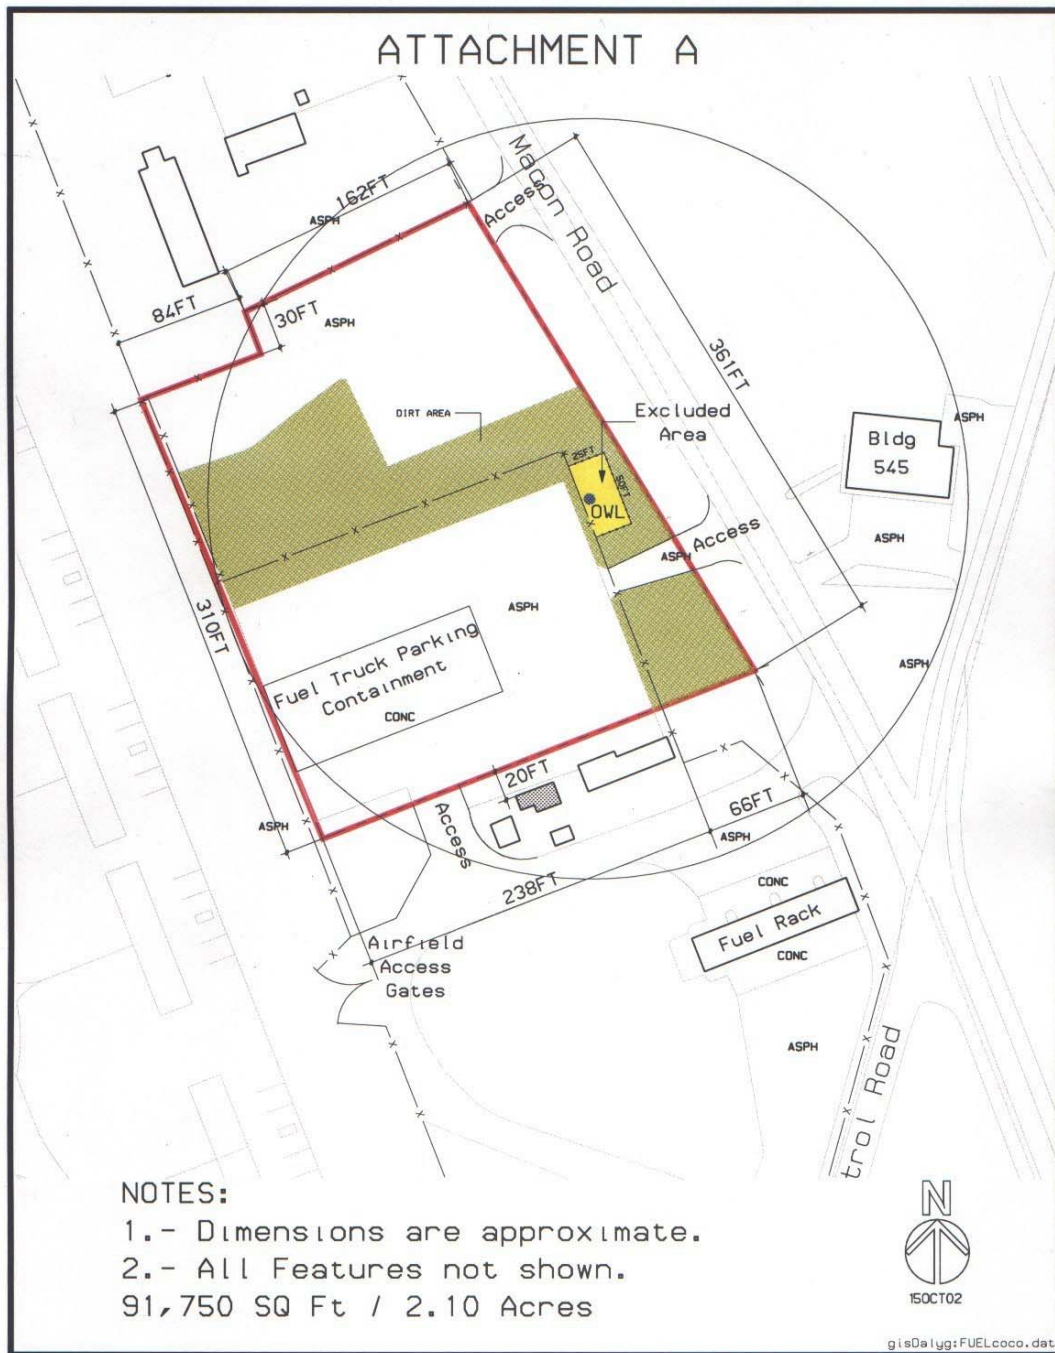 ATTACHMENT A
Macon Road
162FT
ASPH
Access
84FT
30FT
ASPH
361FT
DIRT AREA
Excluded
Area
25FT
50FT
OWL
Bldg
545
ASPH
ASPH
Access
ASPH
ASPH
310FT
ASPH
Fuel Truck Parking
Containment
CONC
20FT
66FT
ASPH
ASPH
Access
238FT
CONC
Fuel Rack
CONC
Airfield
Access
Gates
ASPH
trol Road
NOTES:
1.- Dimensions are approximate.
2.- All Features not shown.
91,750 SQ Ft / 2.10 Acres
N
15OCT02
gisDalyg:FUELcoco.dat